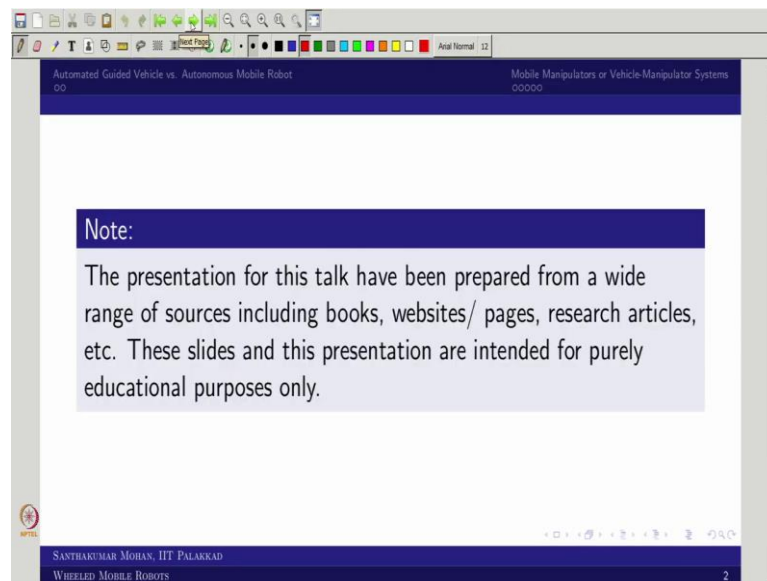 T
Next Page
Arial Normal 12
Automated Guided Vehicle vs. Autonomous Mobile Robot
Mobile Manipulators or Vehicle-Manipulator Systems
Note:
The presentation for this talk have been prepared from a wide
range of sources including books, websites/ pages, research articles,
etc. These slides and this presentation are intended for purely
educational purposes only.
NPTEL
Santhakumar Mohan, IIT Palakkad
Wheeled Mobile Robots
2